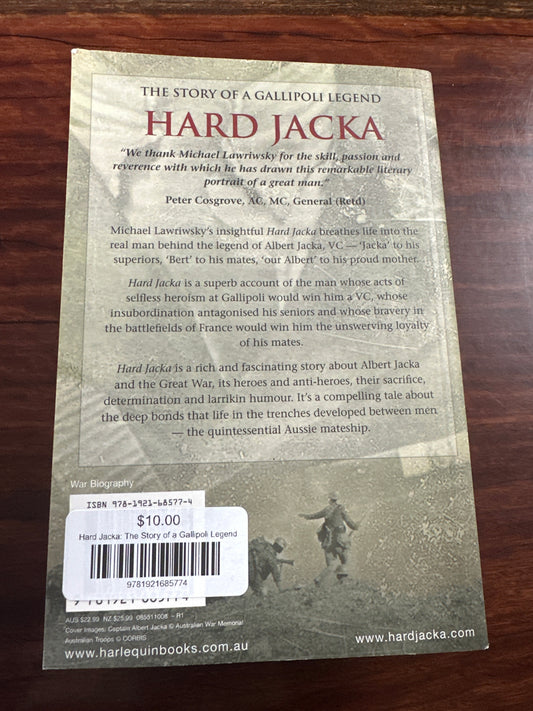 THE STORY OF A GALLIPOLI LEGEND
HARD JACKA
“We thank Michael Lawriwsky for the skill, passion and
reverence with which he has drawn this remarkable literary
portrait of a great man.”
Peter Cosgrove, AC, MC, General (Retd)
Michael Lawriwsky’s insightful Hard Jacka breathes life into the
real man behind the legend of Albert Jacka, VC — ‘Jacka’ to his
superiors, ‘Bert’ to his mates, ‘our Albert’ to his proud mother.
Hard Jacka is a superb account of the man whose acts of
selfless heroism at Gallipoli would win him a VC, whose
insubordination antagonised his seniors and whose bravery in
the battlefields of France would win him the unswerving loyalty
of his mates.
Hard Jacka is a rich and fascinating story about Albert Jacka
and the Great War, its heroes and anti-heroes, their sacrifice,
determination and larrikin humour. It’s a compelling tale about
the deep bonds that life in the trenches developed between men
— the quintessential Aussie mateship.
War Biography
ISBN 978-1921-68577-4
$10.00
Hard Jacka: The Story of a Gallipoli Legend
9781921685774
AUS $22.99 NZ $25.99 065511008 – R1
Cover Images: Captain Albert Jacka © Australian War Memorial
Australian Troops © CORBIS
www.harlequinbooks.com.au
www.hardjacka.com